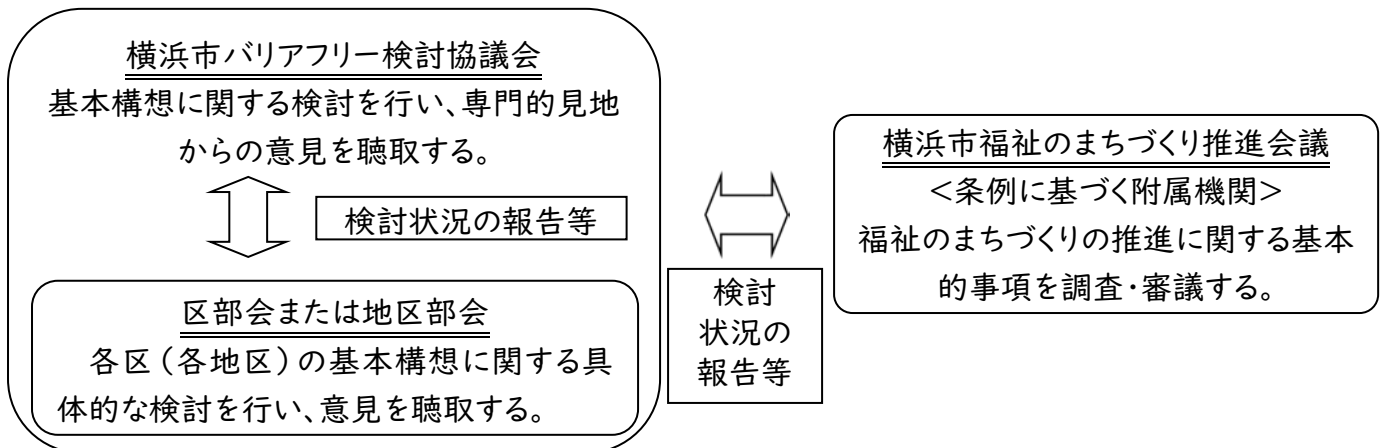 横浜市バリアフリー検討協議会
基本構想に関する検討を行い、専門的見地
からの意見を聴取する。
検討状況の報告等
区部会または地区部会
各区（各地区）の基本構想に関する具
体的な検討を行い、意見を聴取する。
検討
状況の
報告等
横浜市福祉のまちづくり推進会議
＜条例に基づく附属機関＞
福祉のまちづくりの推進に関する基本
的事項を調査・審議する。